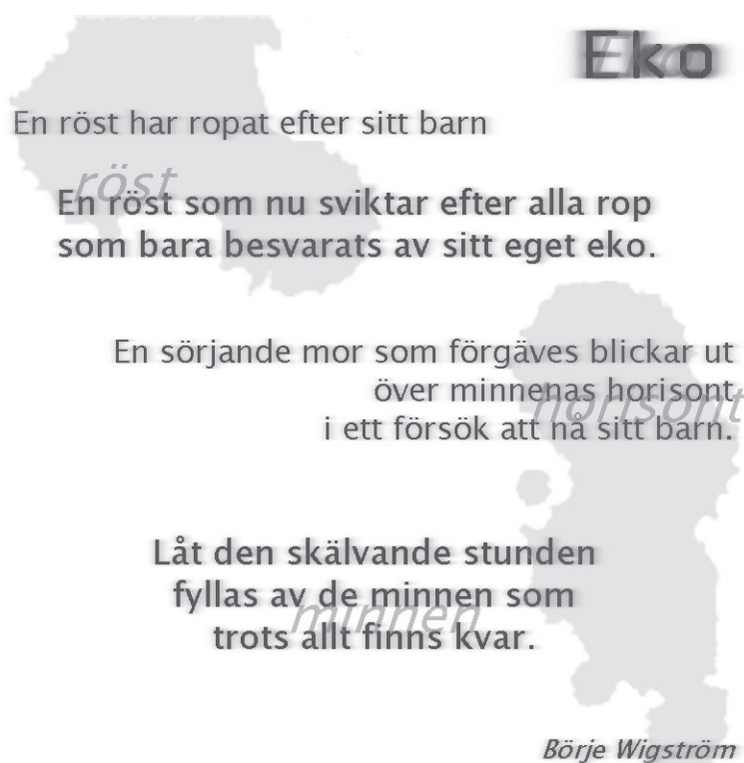 Eko
En röst har ropat efter sitt barn
röst
En röst som nu sviktar efter alla rop
som bara besvarats av sitt eget eko.
En sörjande mor som förgäves blickar ut
över minnenas horisont
horisont
i ett försök att nå sitt barn.
Låt den skälvande stunden
fyllas av de minnen som
minnen
trots allt finns kvar.
Börje Wigström